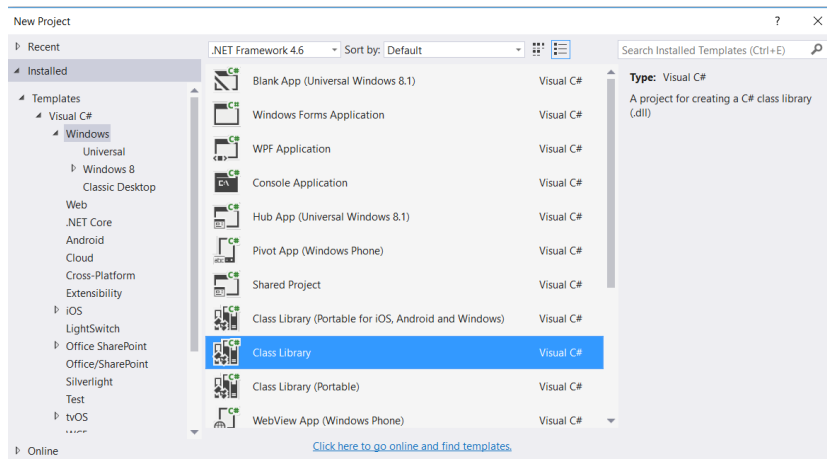 New Project
? ×
Recent
Installed
Templates
Visual C#
Windows
Universal
Windows 8
Classic Desktop
Web
.NET Core
Android
Cloud
Cross-Platform
Extensibility
iOS
LightSwitch
Office SharePoint
Office/SharePoint
Silverlight
Test
tvOS
Online
.NET Framework 4.6 Sort by: Default
Blank App (Universal Windows 8.1) Visual C#
Windows Forms Application Visual C#
WPF Application Visual C#
Console Application Visual C#
Hub App (Universal Windows 8.1) Visual C#
Pivot App (Windows Phone) Visual C#
Shared Project Visual C#
Class Library (Portable for iOS, Android and Windows) Visual C#
Class Library Visual C#
Class Library (Portable) Visual C#
WebView App (Windows Phone) Visual C#
Click here to go online and find templates.
Search Installed Templates (Ctrl+E)
Type: Visual C#
A project for creating a C# class library
(.dll)